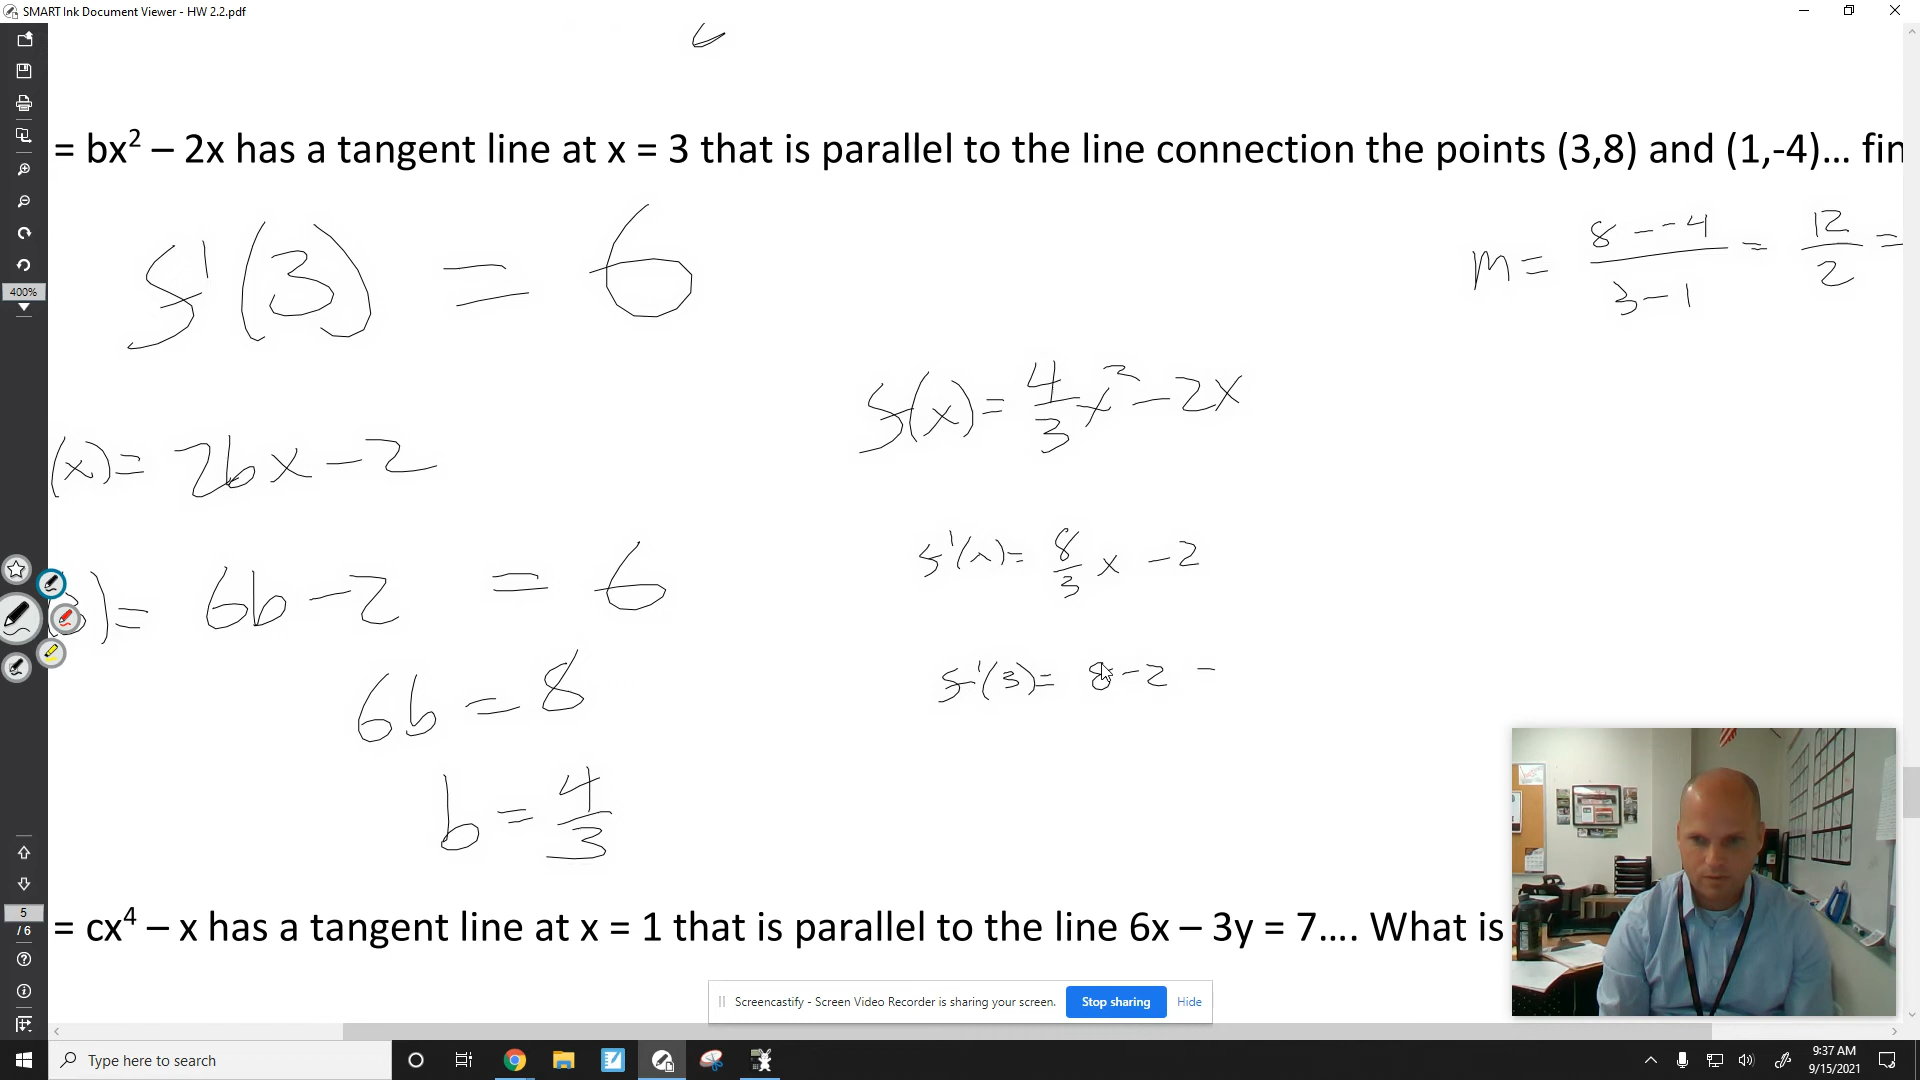 SMART Ink Document Viewer - HW 2.2.pdf
= bx² – 2x has a tangent line at x = 3 that is parallel to the line connection the points (3,8) and (1,-4)… fin
f'(3) = 6
m = 8 - -4 / 3 - 1 = 12 / 2 =
400%
f(x) = 4/3 x² - 2x
(x) = 2bx - 2
f'(x) = 8/3 x - 2
3) = 6b - 2 = 6
f'(3) = 8 - 2 -
6b = 8
b = 4/3
5
/ 6
= cx⁴ – x has a tangent line at x = 1 that is parallel to the line 6x – 3y = 7…. What is
Screencastify - Screen Video Recorder is sharing your screen.
Stop sharing
Hide
Type here to search
9:37 AM
9/15/2021